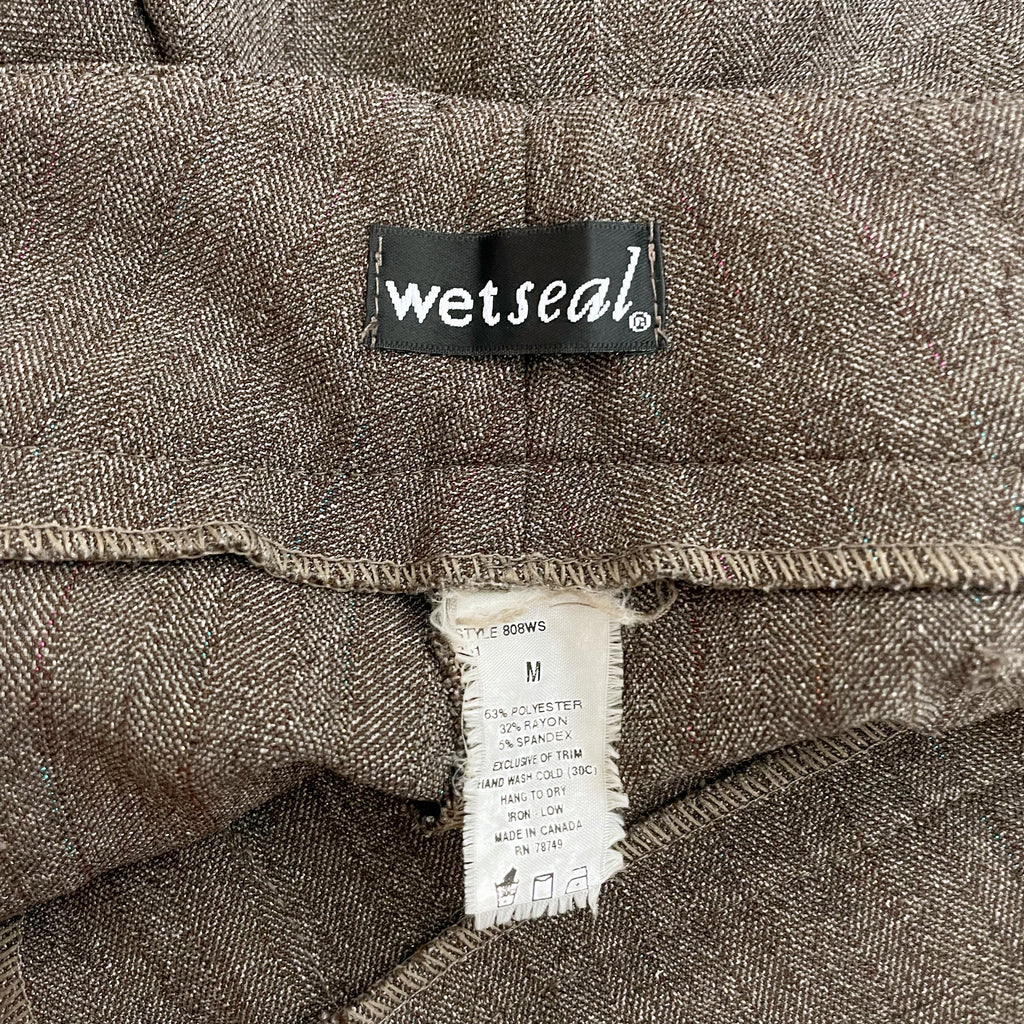 wetseal®
STYLE 808WS
M
63% POLYESTER
32% RAYON
5% SPANDEX
EXCLUSIVE OF TRIM
HAND WASH COLD (30C)
HANG TO DRY
IRON - LOW
MADE IN CANADA
RN 78749